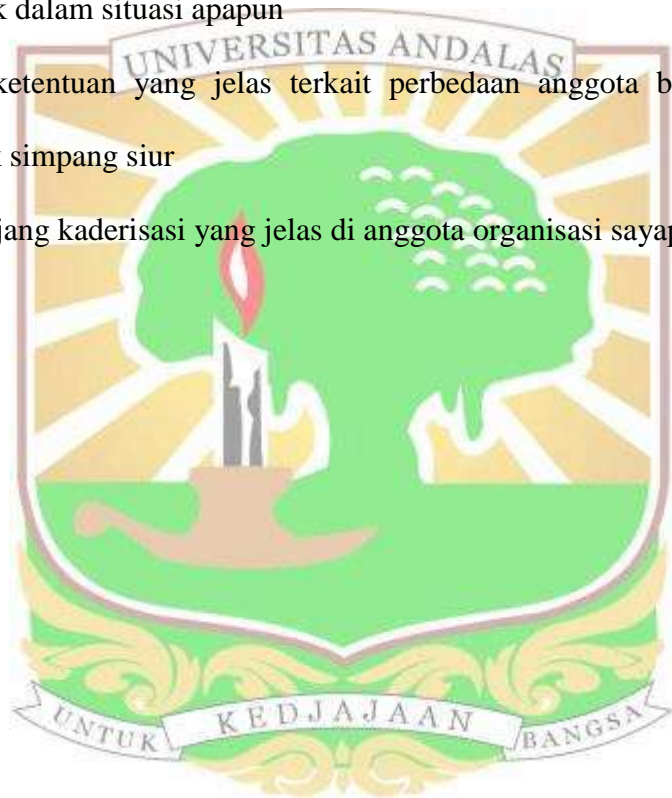 k dalam situasi apapun
UNIVERSITAS ANDALAS
ketentuan yang jelas terkait perbedaan anggota b
k simpang siur
jang kaderisasi yang jelas di anggota organisasi sayap
UNTUK KEDJAJAAN BANGSA